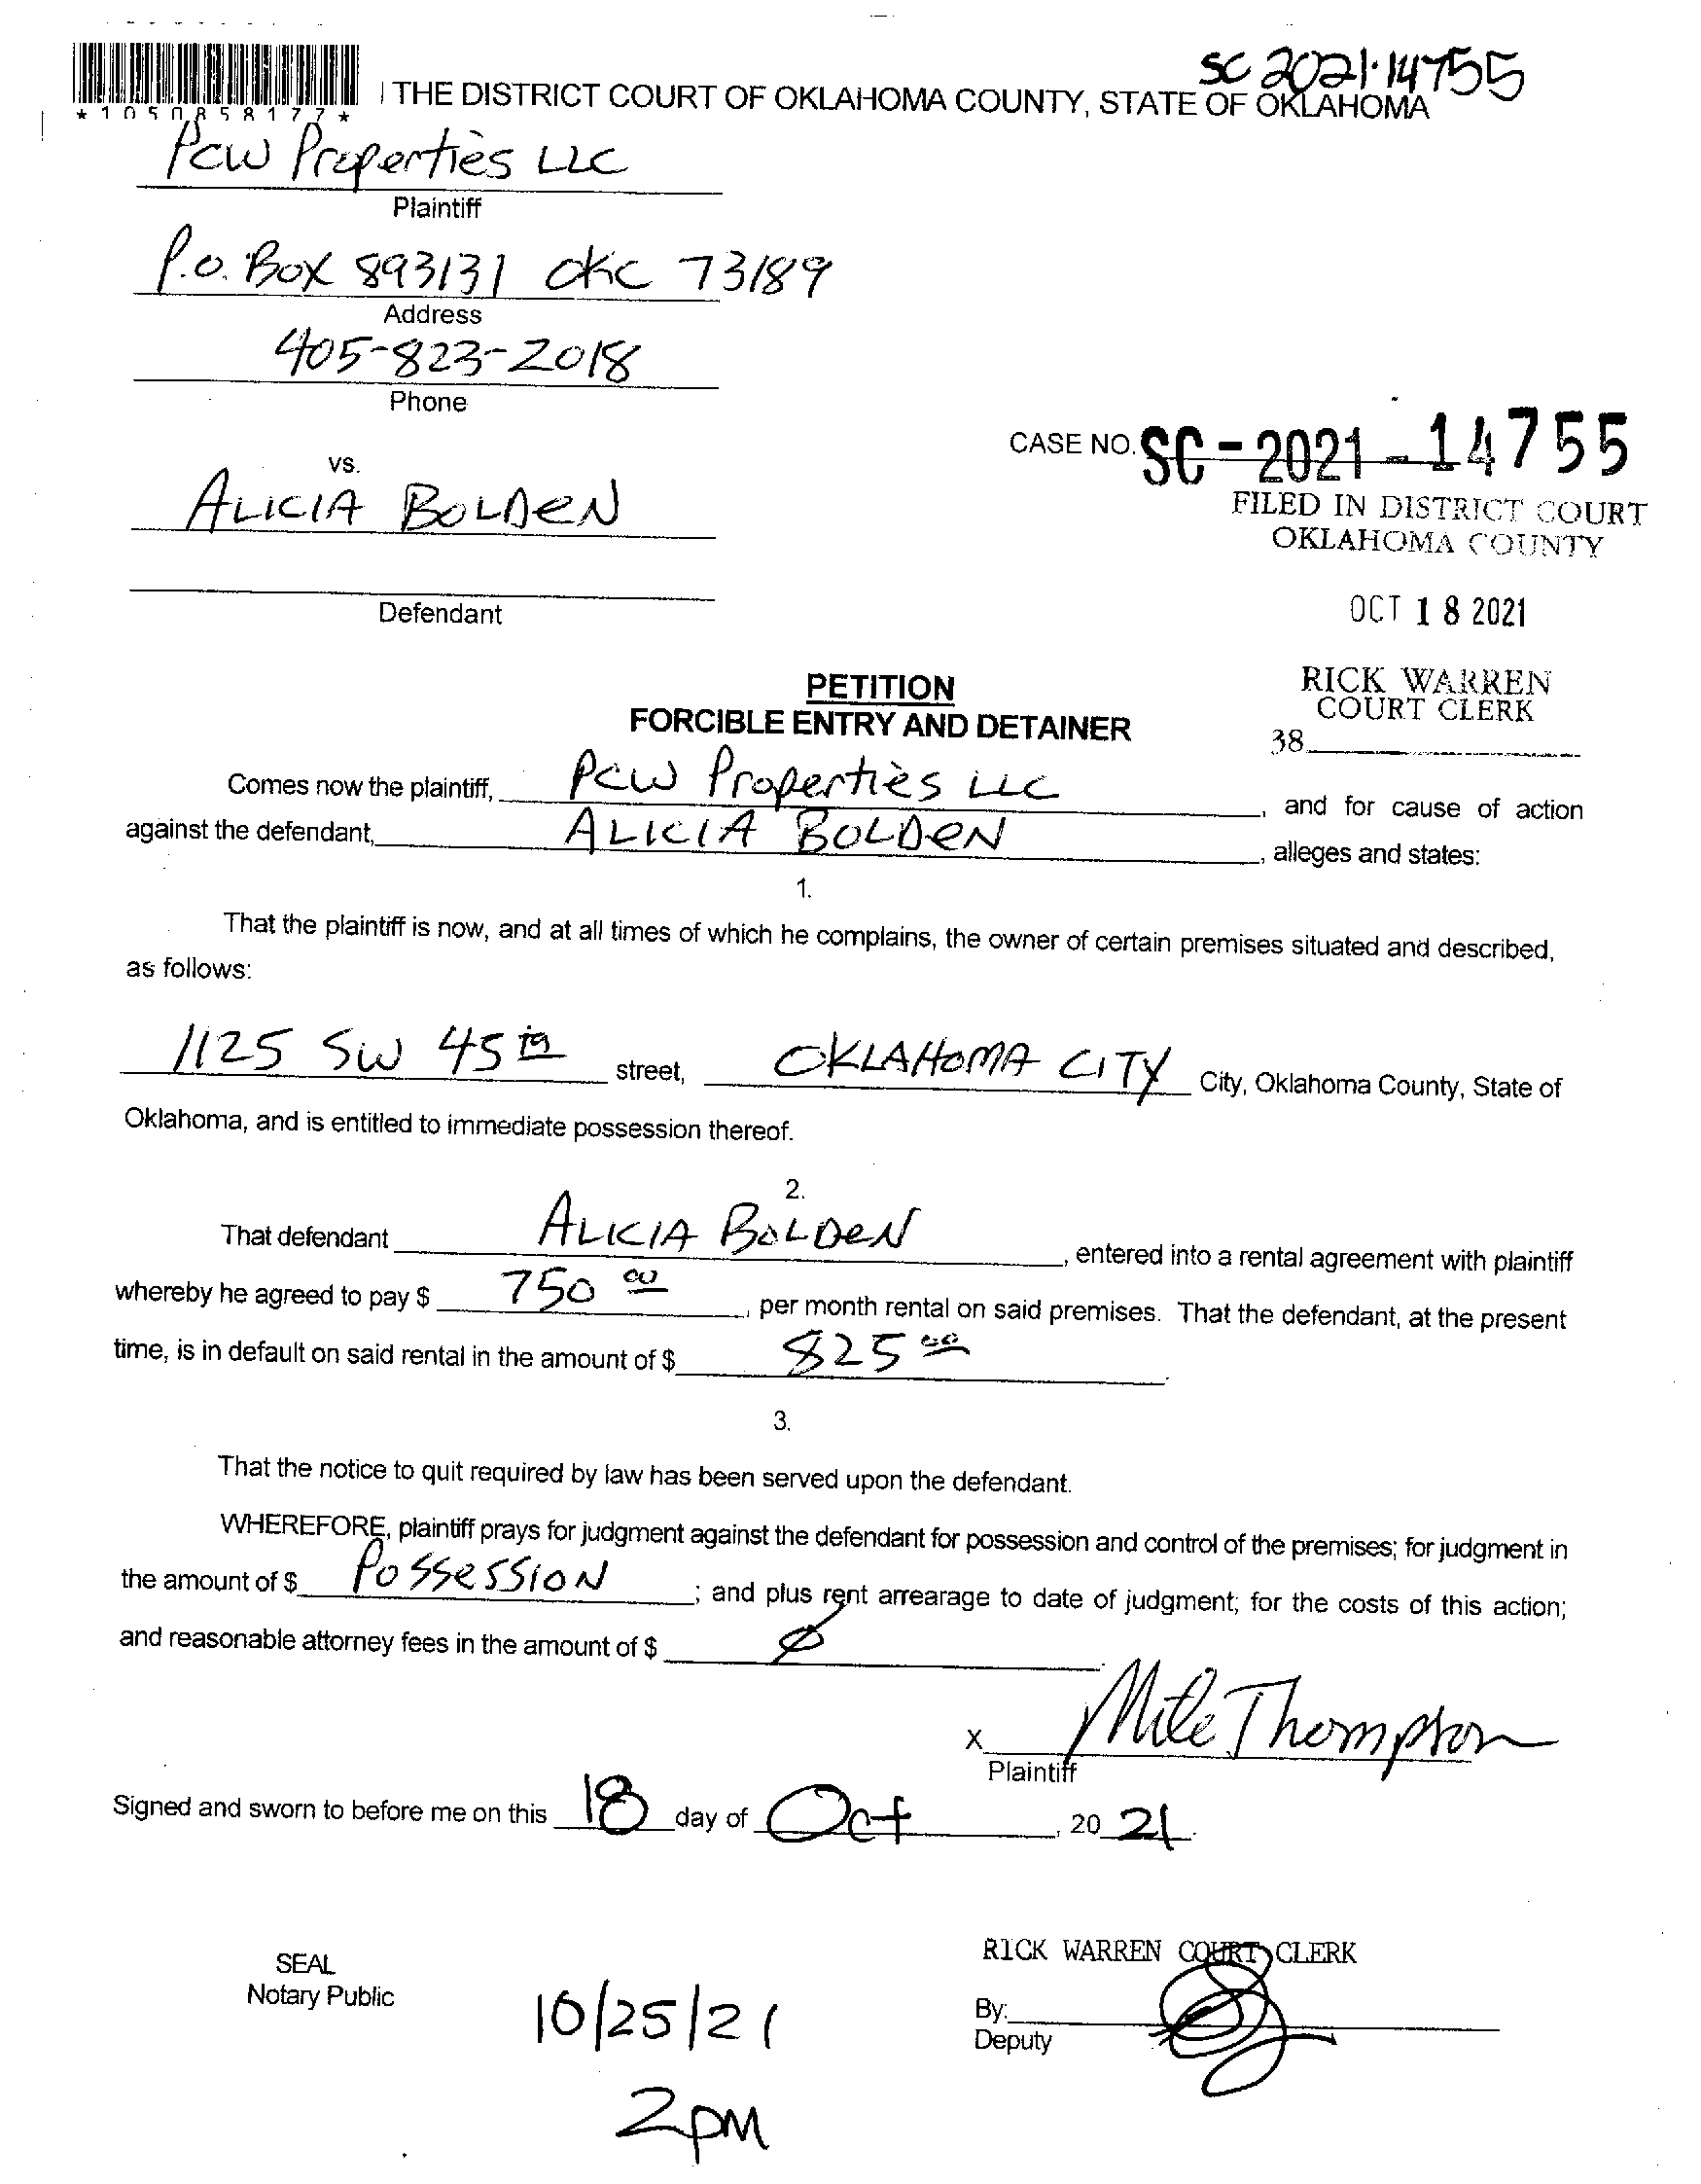 SC 2021-14755
THE DISTRICT COURT OF OKLAHOMA COUNTY, STATE OF OKLAHOMA
* 1 0 5 0 8 5 8 1 7 7 *
PCW Properties LLC
Plaintiff
P.O. Box 893131 OKC 73189
Address
405-823-2018
Phone
CASE NO. SC - 2021 - 14755
vs.
ALICIA BOLDEN
FILED IN DISTRICT COURT
OKLAHOMA COUNTY
Defendant
OCT 18 2021
PETITION
FORCIBLE ENTRY AND DETAINER
RICK WARREN
COURT CLERK
38
Comes now the plaintiff, PCW Properties LLC, and for cause of action
against the defendant, ALICIA BOLDEN, alleges and states:
1.
That the plaintiff is now, and at all times of which he complains, the owner of certain premises situated and described,
as follows:
1125 SW 45th street, OKLAHOMA CITY City, Oklahoma County, State of
Oklahoma, and is entitled to immediate possession thereof.
2.
That defendant ALICIA BOLDEN, entered into a rental agreement with plaintiff
whereby he agreed to pay $ 750 00, per month rental on said premises. That the defendant, at the present
time, is in default on said rental in the amount of $ 825 00.
3.
That the notice to quit required by law has been served upon the defendant.
WHEREFORE, plaintiff prays for judgment against the defendant for possession and control of the premises; for judgment in
the amount of $ POSSESSION; and plus rent arrearage to date of judgment; for the costs of this action;
and reasonable attorney fees in the amount of $ Ø.
X Mike Thompson
Plaintiff
Signed and sworn to before me on this 18 day of Oct, 20 21.
RICK WARREN COURT CLERK
SEAL
Notary Public
10/25/21
By:
Deputy
2pm